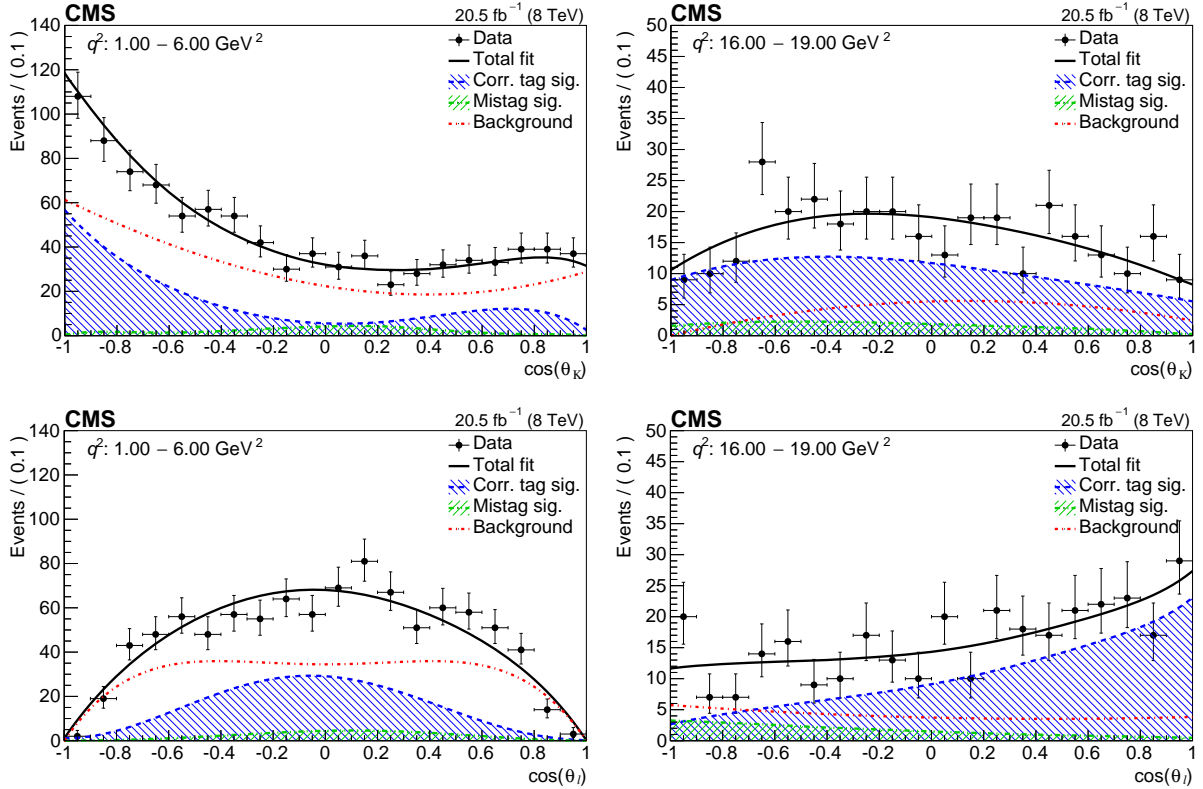 CMS 20.5 fb⁻¹ (8 TeV)
140
120
100
80
60
40
20
0
Events / ( 0.1 )
q²: 1.00 − 6.00 GeV²
Data
Total fit
Corr. tag sig.
Mistag sig.
Background
-1 -0.8 -0.6 -0.4 -0.2 0 0.2 0.4 0.6 0.8 1
cos(θ_K)
CMS 20.5 fb⁻¹ (8 TeV)
50
45
40
35
30
25
20
15
10
5
0
Events / ( 0.1 )
q²: 16.00 − 19.00 GeV²
Data
Total fit
Corr. tag sig.
Mistag sig.
Background
-1 -0.8 -0.6 -0.4 -0.2 0 0.2 0.4 0.6 0.8 1
cos(θ_K)
CMS 20.5 fb⁻¹ (8 TeV)
140
120
100
80
60
40
20
0
Events / ( 0.1 )
q²: 1.00 − 6.00 GeV²
Data
Total fit
Corr. tag sig.
Mistag sig.
Background
-1 -0.8 -0.6 -0.4 -0.2 0 0.2 0.4 0.6 0.8 1
cos(θ_l)
CMS 20.5 fb⁻¹ (8 TeV)
50
45
40
35
30
25
20
15
10
5
0
Events / ( 0.1 )
q²: 16.00 − 19.00 GeV²
Data
Total fit
Corr. tag sig.
Mistag sig.
Background
-1 -0.8 -0.6 -0.4 -0.2 0 0.2 0.4 0.6 0.8 1
cos(θ_l)